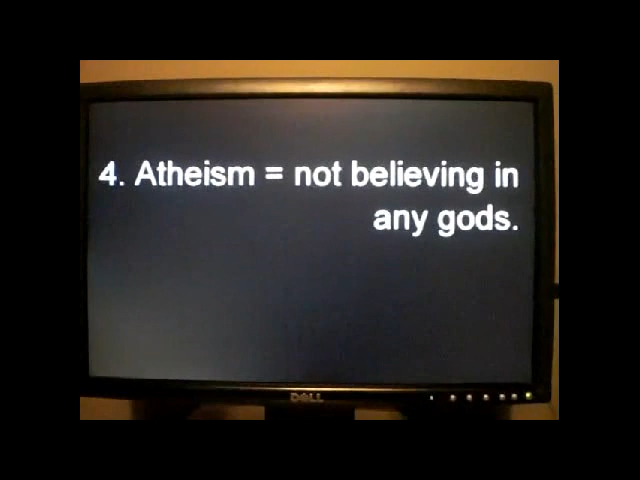 4. Atheism = not believing in
any gods.
DELL